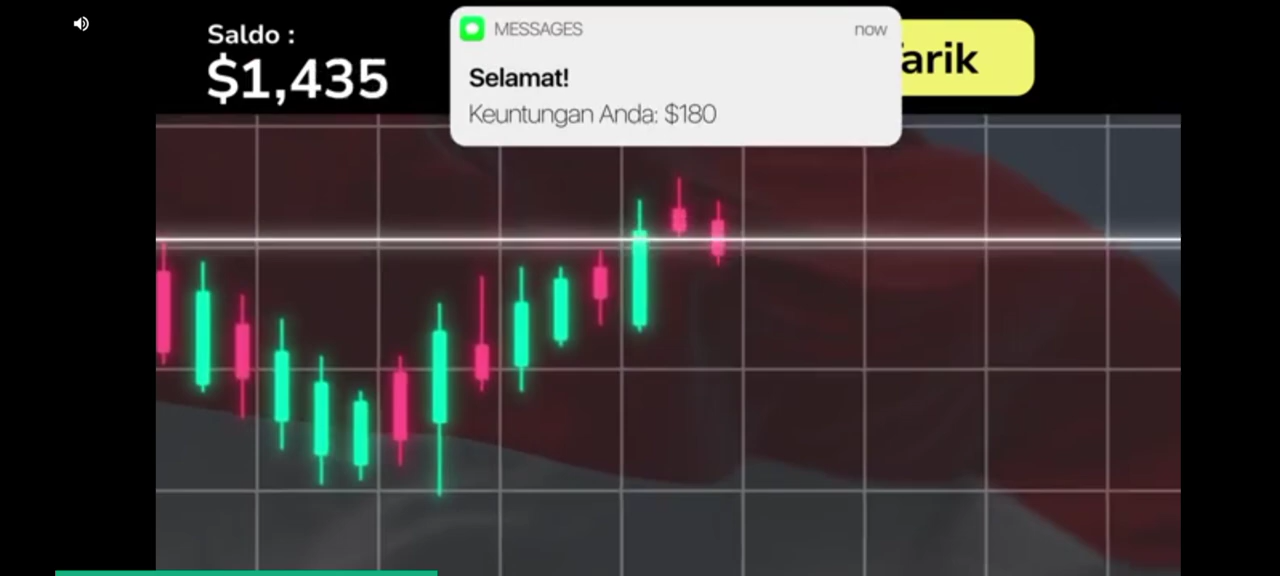 Saldo :
$1,435
MESSAGES
now
Selamat!
Keuntungan Anda: $180
arik